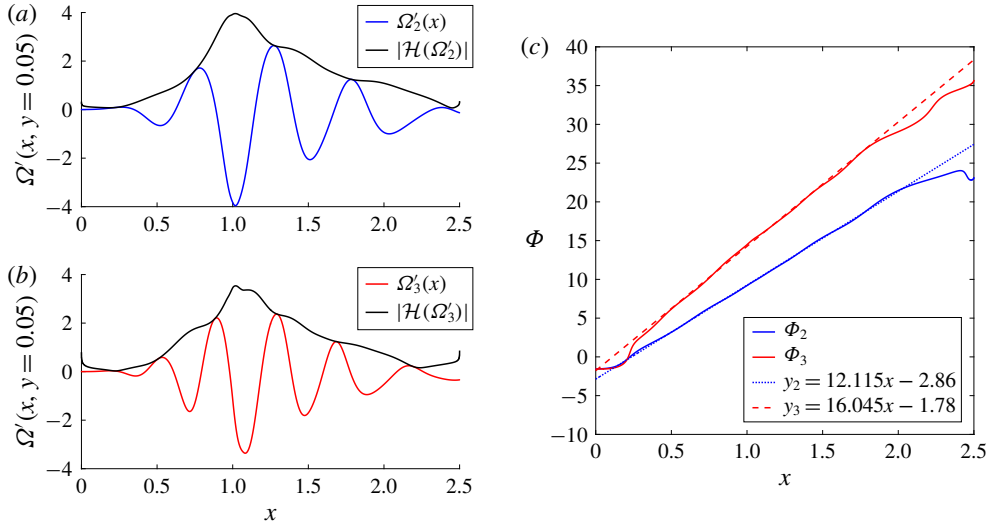 (a)
4
2
0
−2
−4
Ω′(x, y = 0.05)
Ω′₂(x)
|ℋ(Ω′₂)|
0 0.5 1.0 1.5 2.0 2.5
(b)
4
2
0
−2
−4
Ω′(x, y = 0.05)
Ω′₃(x)
|ℋ(Ω′₃)|
0 0.5 1.0 1.5 2.0 2.5
x
(c)
40
35
30
25
20
15
10
5
0
−5
−10
Φ
Φ₂
Φ₃
y₂ = 12.115x − 2.86
y₃ = 16.045x − 1.78
0 0.5 1.0 1.5 2.0 2.5
x